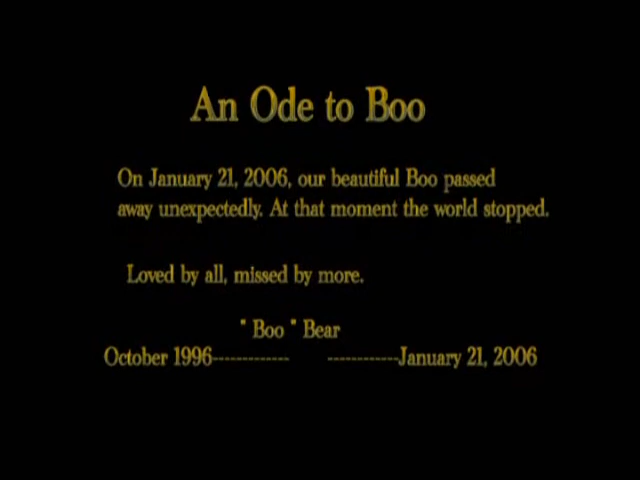 An Ode to Boo
On January 21, 2006, our beautiful Boo passed
away unexpectedly. At that moment the world stopped.
Loved by all, missed by more.
" Boo " Bear
October 1996------------- ------------January 21, 2006